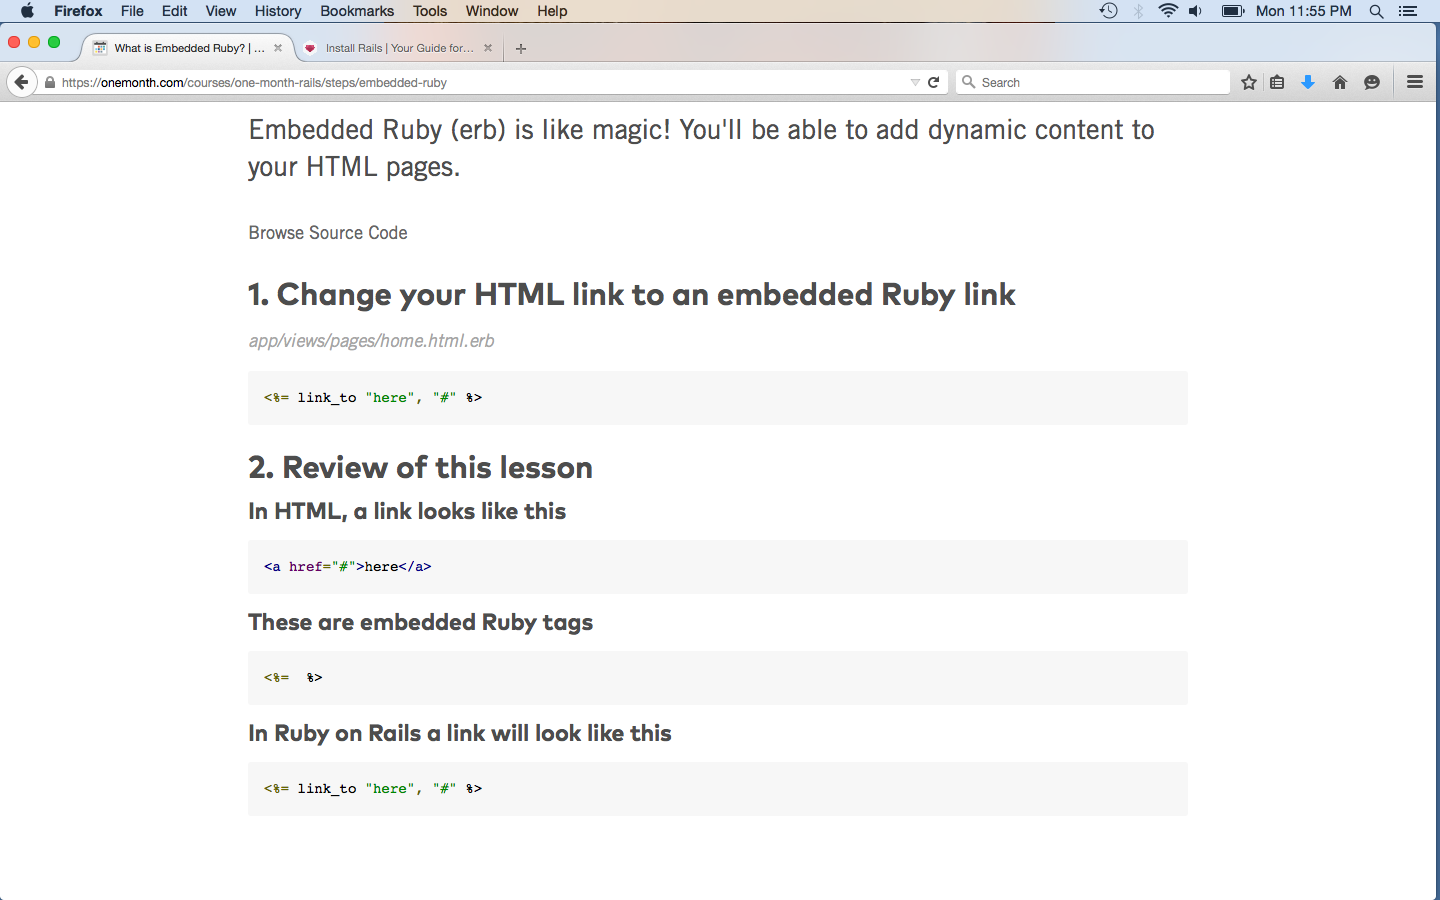 Firefox File Edit View History Bookmarks Tools Window Help Mon 11:55 PM
What is Embedded Ruby? | ... Install Rails | Your Guide for...
https://onemonth.com/courses/one-month-rails/steps/embedded-ruby Search
Embedded Ruby (erb) is like magic! You'll be able to add dynamic content to
your HTML pages.
Browse Source Code
1. Change your HTML link to an embedded Ruby link
app/views/pages/home.html.erb
<%= link_to "here", "#" %>
2. Review of this lesson
In HTML, a link looks like this
<a href="#">here</a>
These are embedded Ruby tags
<%=  %>
In Ruby on Rails a link will look like this
<%= link_to "here", "#" %>